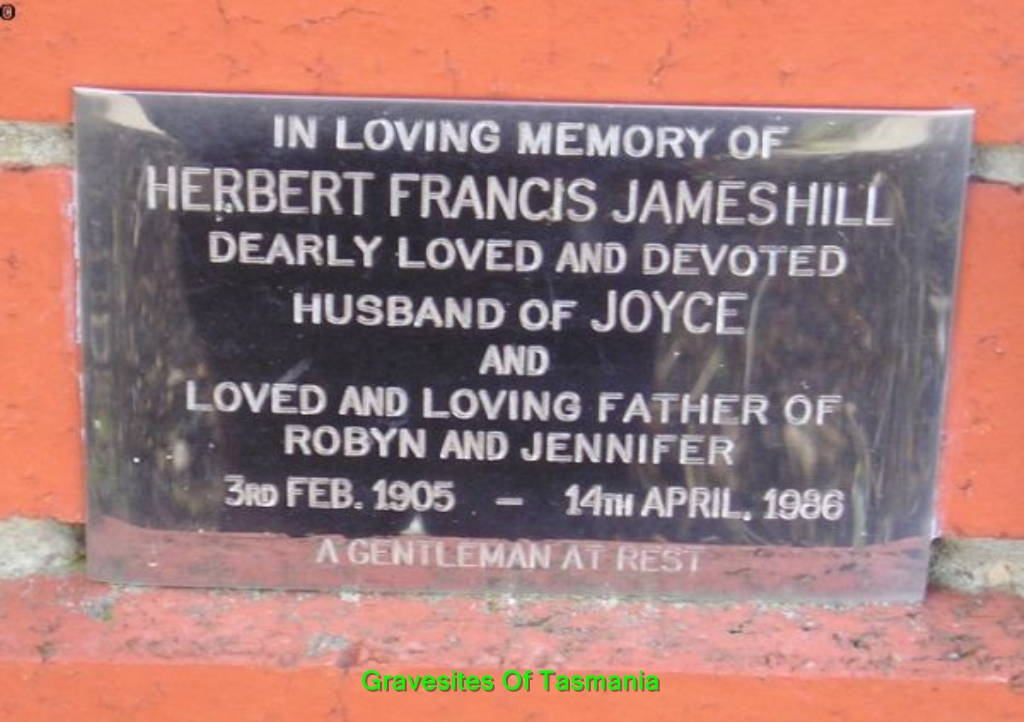 ©
IN LOVING MEMORY OF
HERBERT FRANCIS JAMES HILL
DEARLY LOVED AND DEVOTED
HUSBAND OF JOYCE
AND
LOVED AND LOVING FATHER OF
ROBYN AND JENNIFER
3RD FEB. 1905 – 14TH APRIL. 1986
A GENTLEMAN AT REST
Gravesites Of Tasmania